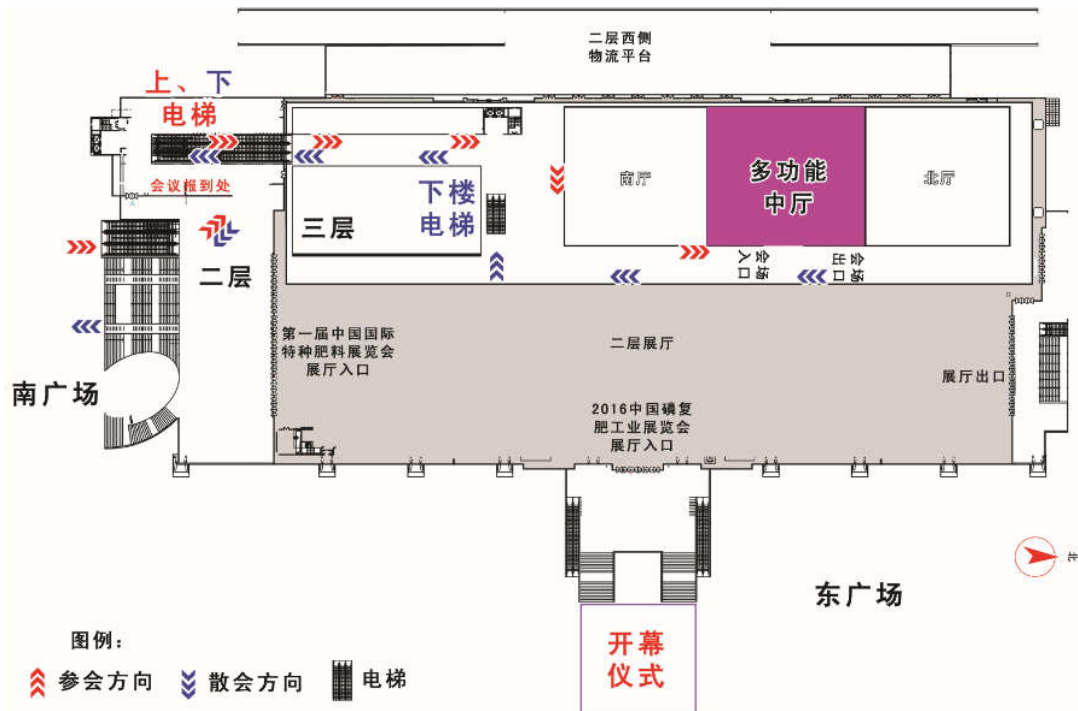 二层西侧
物流平台
上、下
电梯
会议报到处
下楼
电梯
三层
南厅
多功能
中厅
北厅
会场
入口
会场
出口
二层
第一届中国国际
特种肥料展览会
展厅入口
二层展厅
展厅出口
南广场
2016中国磷复
肥工业展览会
展厅入口
北
东广场
开幕
仪式
图例：
参会方向
散会方向
电梯